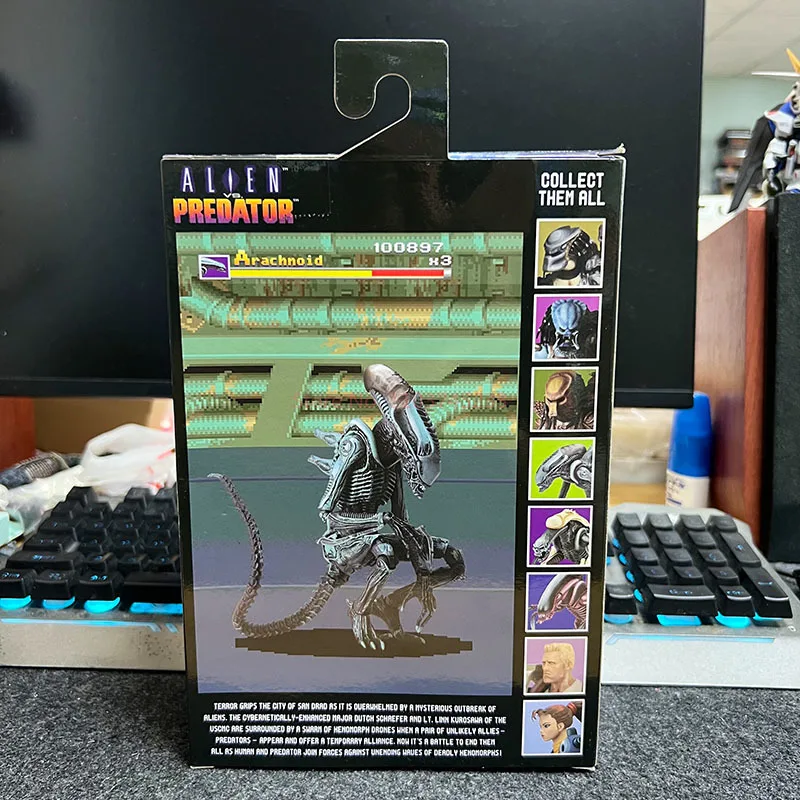 ALIEN™
VS.
PREDATOR™
COLLECT
THEM ALL
100897
Arachnoid x3
TERROR GRIPS THE CITY OF SAN DRAD AS IT IS OVERWHELMED BY A MYSTERIOUS OUTBREAK OF
ALIENS. THE CYBERNETICALLY-ENHANCED MAJOR DUTCH SCHAEFER AND LT. LINN KUROSAWA OF THE
USCMC ARE SURROUNDED BY A SWARM OF XENOMORPH DRONES WHEN A PAIR OF UNLIKELY ALLIES-
PREDATORS - APPEAR AND OFFER A TEMPORARY ALLIANCE. NOW IT'S A BATTLE TO END THEM
ALL AS HUMAN AND PREDATOR JOIN FORCES AGAINST UNENDING WAVES OF DEADLY XENOMORPHS!